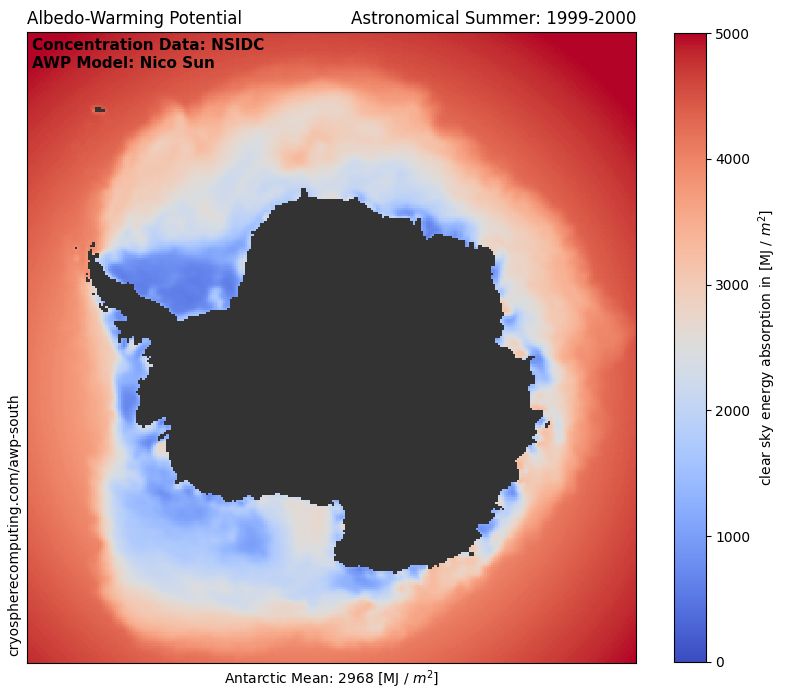 Albedo-Warming Potential
Astronomical Summer: 1999-2000
Concentration Data: NSIDC
AWP Model: Nico Sun
cryospherecomputing.com/awp-south
Antarctic Mean: 2968 [MJ / m²]
5000
4000
3000
2000
1000
0
clear sky energy absorption in [MJ / m²]